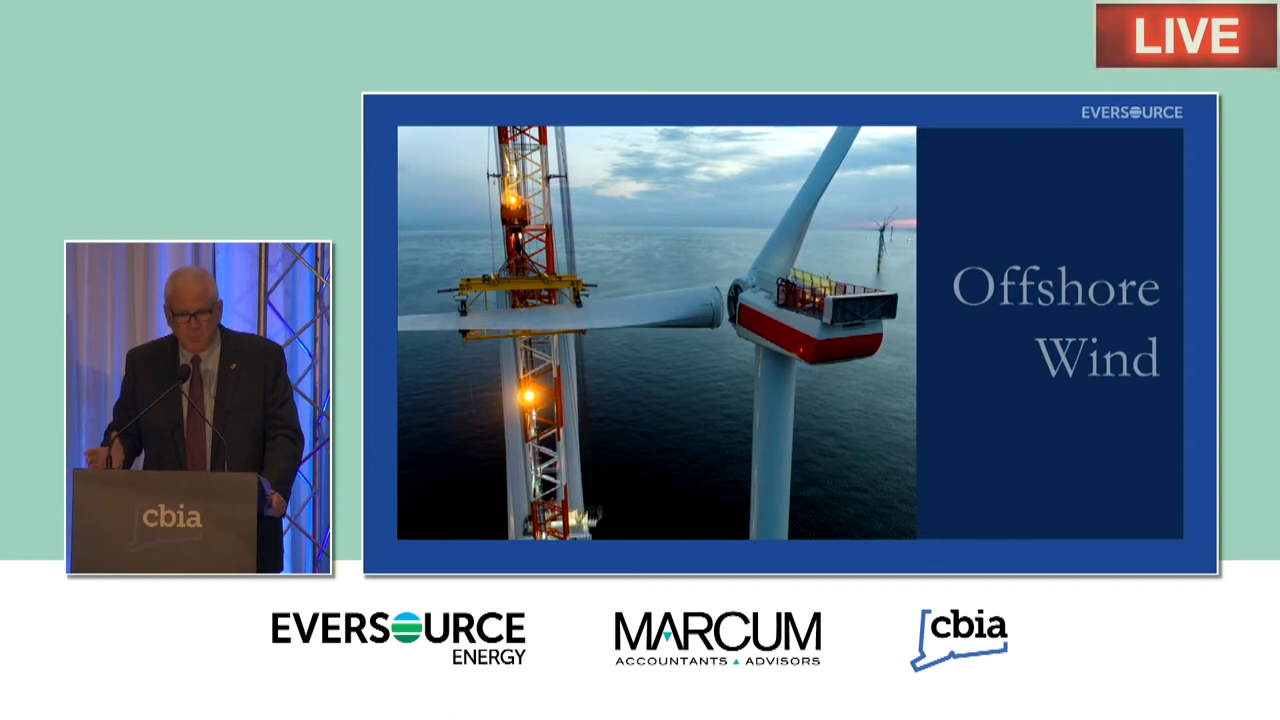 LIVE
EVERSOURCE
Offshore
Wind
cbia
EVERSOURCE
ENERGY
MARCUM
ACCOUNTANTS ▲ ADVISORS
cbia